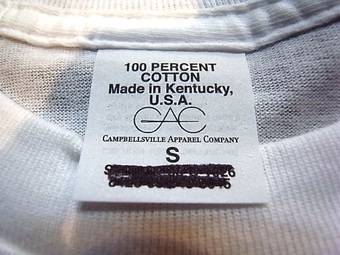 100 PERCENT
COTTON
Made in Kentucky,
U.S.A.
CAC
CAMPBELLSVILLE APPAREL COMPANY
S